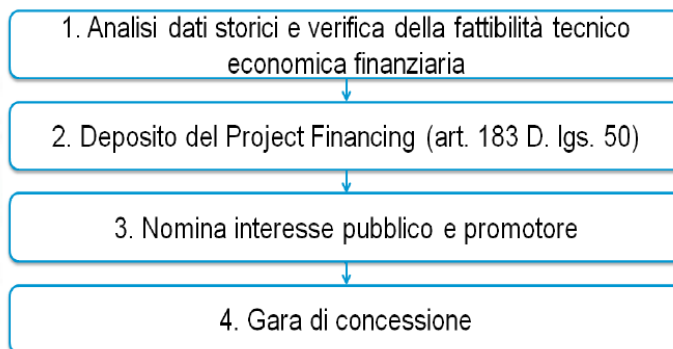 1. Analisi dati storici e verifica della fattibilità tecnico
economica finanziaria
2. Deposito del Project Financing (art. 183 D. lgs. 50)
3. Nomina interesse pubblico e promotore
4. Gara di concessione